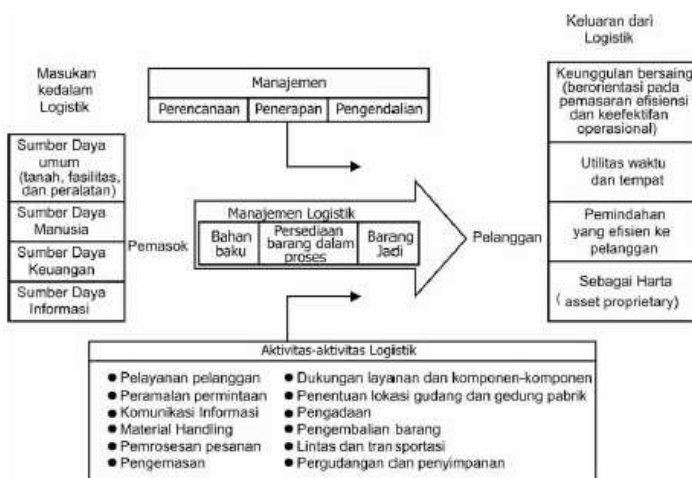 Masukan
kedalam
Logistik
Sumber Daya
umum
(tanah, fasilitas,
dan peralatan)
Sumber Daya
Manusia
Sumber Daya
Keuangan
Sumber Daya
Informasi
Manajemen
Perencanaan
Penerapan
Pengendalian
Pemasok
Manajemen Logistik
Bahan
baku
Persediaan
barang dalam
proses
Barang
Jadi
Pelanggan
Keluaran dari
Logistik
Keunggulan bersaing
(berorientasi pada
pemasaran efisiensi
dan keefektifan
operasional)
Utilitas waktu
dan tempat
Pemindahan
yang efisien ke
pelanggan
Sebagai Harta
( asset proprietary)
Aktivitas-aktivitas Logiistik
● Pelayanan pelanggan
● Peramalan permintaan
● Komunikasi Informasi
● Material Handling
● Pemrosesan pesanan
● Pengemasan
● Dukungan layanan dan komponen-komponen
● Penentuan lokasi gudang dan gedung pabrik
● Pengadaan
● Pengembalian barang
● Lintas dan tran sportasi
● Pergudangan dan penyimpanan